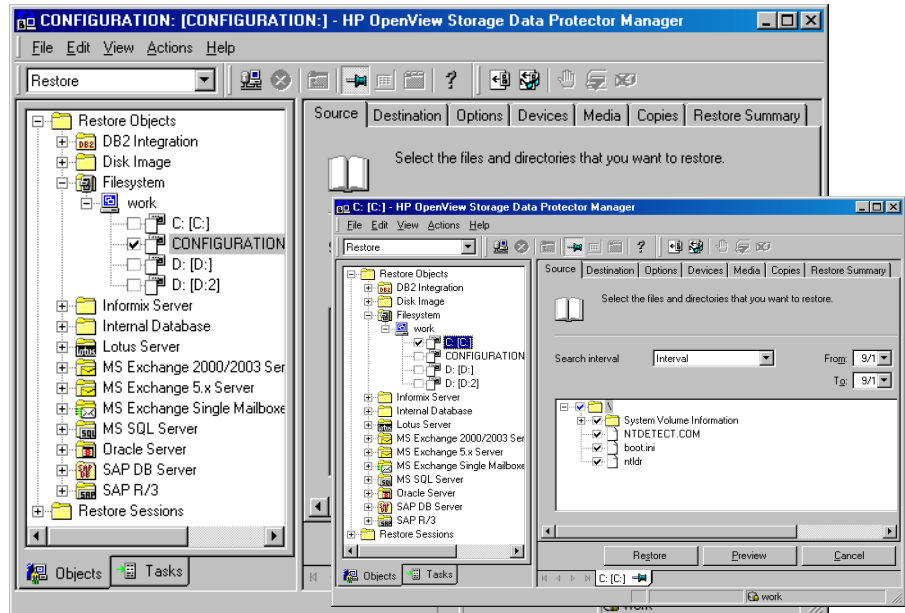 CONFIGURATION: [CONFIGURATION:] - HP OpenView Storage Data Protector Manager
File Edit View Actions Help
Restore
Restore Objects
DB2 Integration
Disk Image
Filesystem
work
C: [C:]
CONFIGURATION
D: [D:]
D: [D:2]
Informix Server
Internal Database
Lotus Server
MS Exchange 2000/2003 Ser
MS Exchange 5.x Server
MS Exchange Single Mailboxe
MS SQL Server
Oracle Server
SAP DB Server
SAP R/3
Restore Sessions
Objects Tasks
Source Destination Options Devices Media Copies Restore Summary
Select the files and directories that you want to restore.
C: [C:] - HP OpenView Storage Data Protector Manager
File Edit View Actions Help
Restore
Restore Objects
DB2 Integration
Disk Image
Filesystem
work
C: [C:]
CONFIGURATION
D: [D:]
D: [D:2]
Informix Server
Internal Database
Lotus Server
MS Exchange 2000/2003 Ser
MS Exchange 5.x Server
MS Exchange Single Mailboxe
MS SQL Server
Oracle Server
SAP DB Server
SAP R/3
Restore Sessions
Objects Tasks
Source Destination Options Devices Media Copies Restore Summary
Select the files and directories that you want to restore.
Search interval Interval From: 9/1
To: 9/1
\
System Volume Information
NTDETECT.COM
boot.ini
ntldr
Restore Preview Cancel
C: [C:]
work